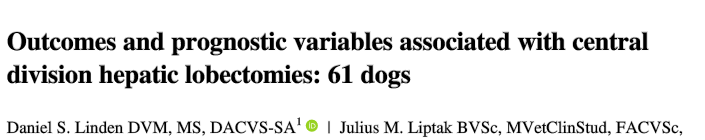 Outcomes and prognostic variables associated with central
division hepatic lobectomies: 61 dogs
Daniel S. Linden DVM, MS, DACVS-SA1 iD | Julius M. Liptak BVSc, MVetClinStud, FACVSc,